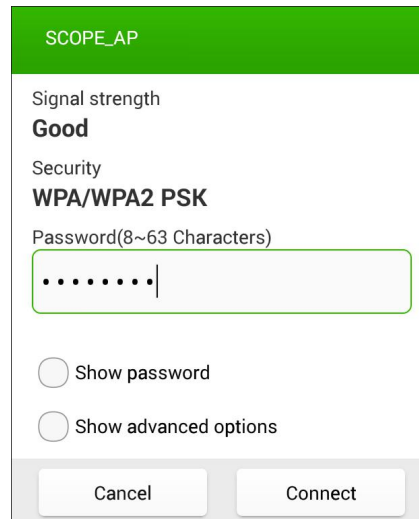 SCOPE_AP
Signal strength
Good
Security
WPA/WPA2 PSK
Password(8~63 Characters)
••••••••
Show password
Show advanced options
Cancel
Connect